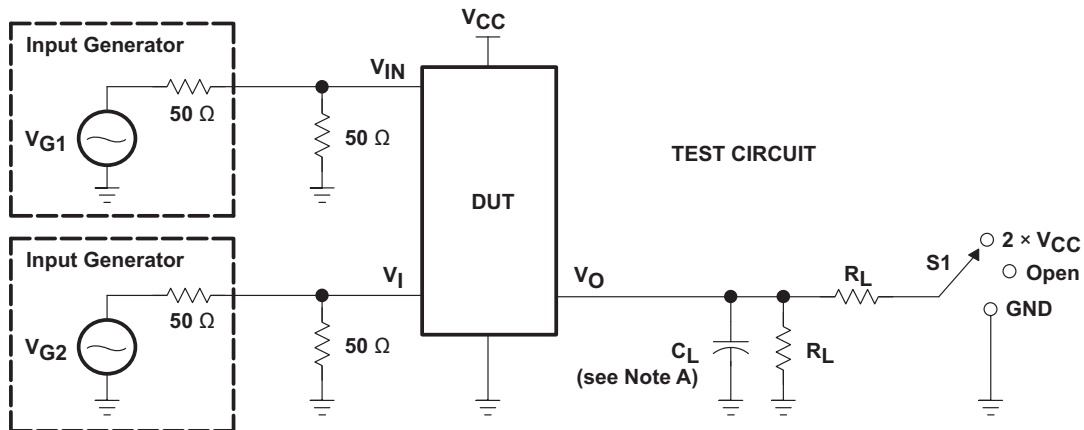 Input Generator
50 Ω
VG1
50 Ω
VIN
VCC
DUT
TEST CIRCUIT
Input Generator
50 Ω
VG2
50 Ω
VI
VO
CL
(see Note A)
RL
RL
S1
2 × VCC
Open
GND